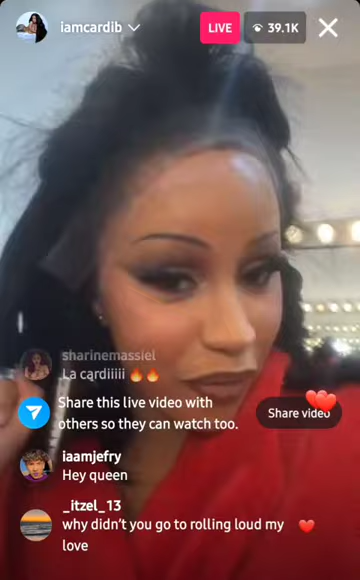 iamcardib
LIVE
39.1K
sharinemassiel
La cardiiiii 🔥🔥
Share this live video with
others so they can watch too.
Share video
iaamjefry
Hey queen
_itzel_13
why didn't you go to rolling loud my
love